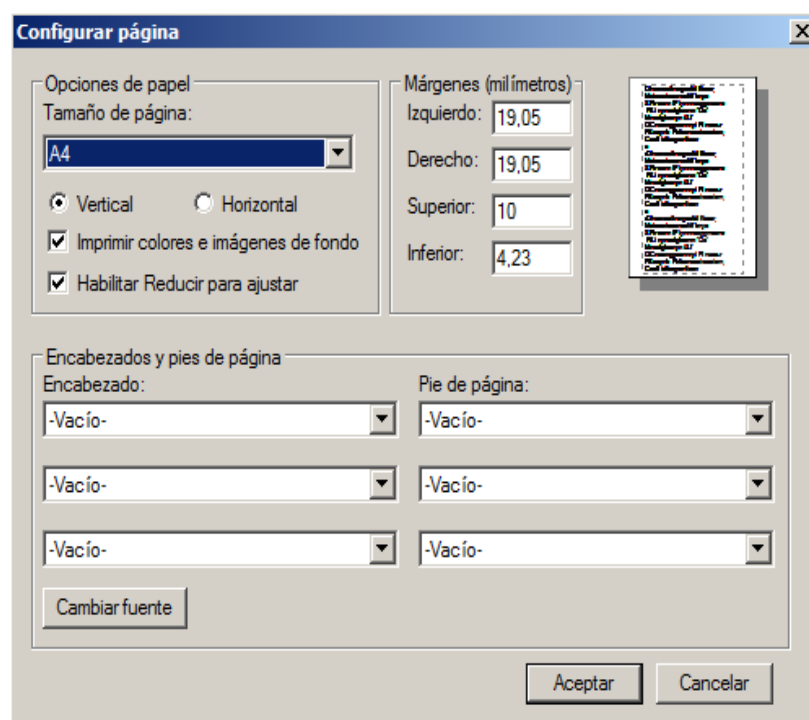 Configurar página
Opciones de papel
Tamaño de página:
A4
Vertical
Horizontal
Imprimir colores e imágenes de fondo
Habilitar Reducir para ajustar
Márgenes (milímetros)
Izquierdo: 19,05
Derecho: 19,05
Superior: 10
Inferior: 4,23
Encabezados y pies de página
Encabezado:
Pie de página:
-Vacío-
-Vacío-
-Vacío-
-Vacío-
-Vacío-
-Vacío-
Cambiar fuente
Aceptar
Cancelar